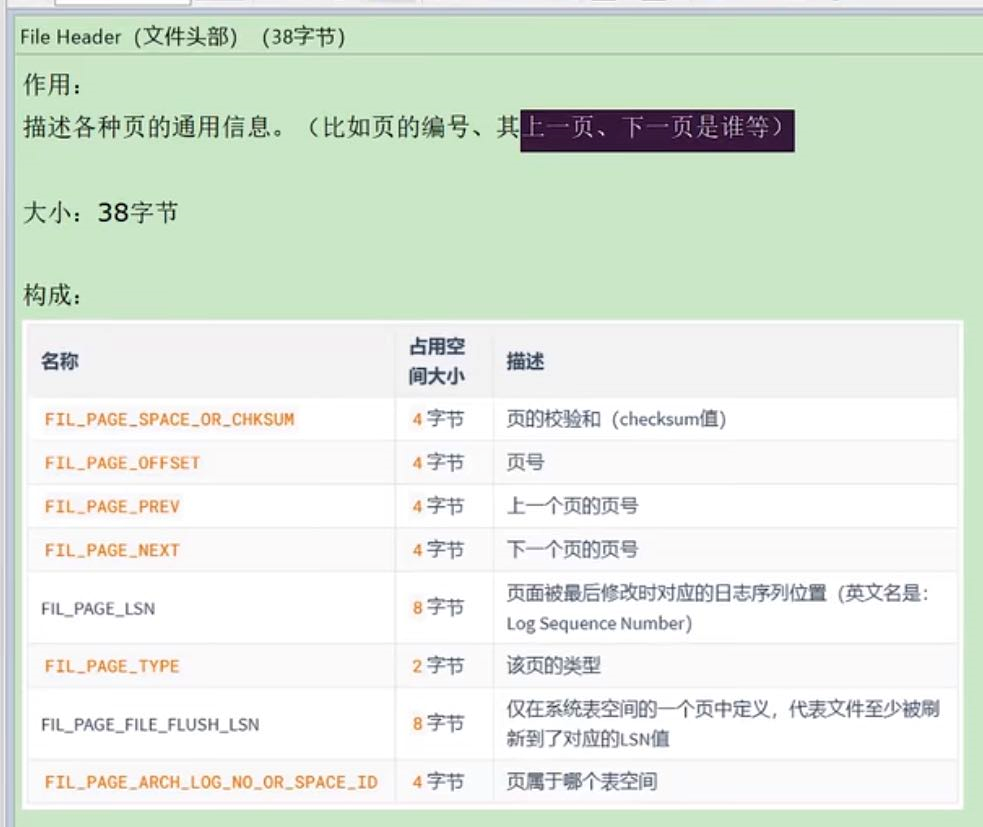 File Header（文件头部）（38字节）
作用：
描述各种页的通用信息。（比如页的编号、其上一页、下一页是谁等）
大小：38字节
构成：
名称 占用空间大小 描述
FIL_PAGE_SPACE_OR_CHKSUM 4 字节 页的校验和（checksum值）
FIL_PAGE_OFFSET 4 字节 页号
FIL_PAGE_PREV 4 字节 上一个页的页号
FIL_PAGE_NEXT 4 字节 下一个页的页号
FIL_PAGE_LSN 8 字节 页面被最后修改时对应的日志序列位置（英文名是：
Log Sequence Number）
FIL_PAGE_TYPE 2 字节 该页的类型
FIL_PAGE_FILE_FLUSH_LSN 8 字节 仅在系统表空间的一个页中定义，代表文件至少被刷
新到了对应的LSN值
FIL_PAGE_ARCH_LOG_NO_OR_SPACE_ID 4 字节 页属于哪个表空间